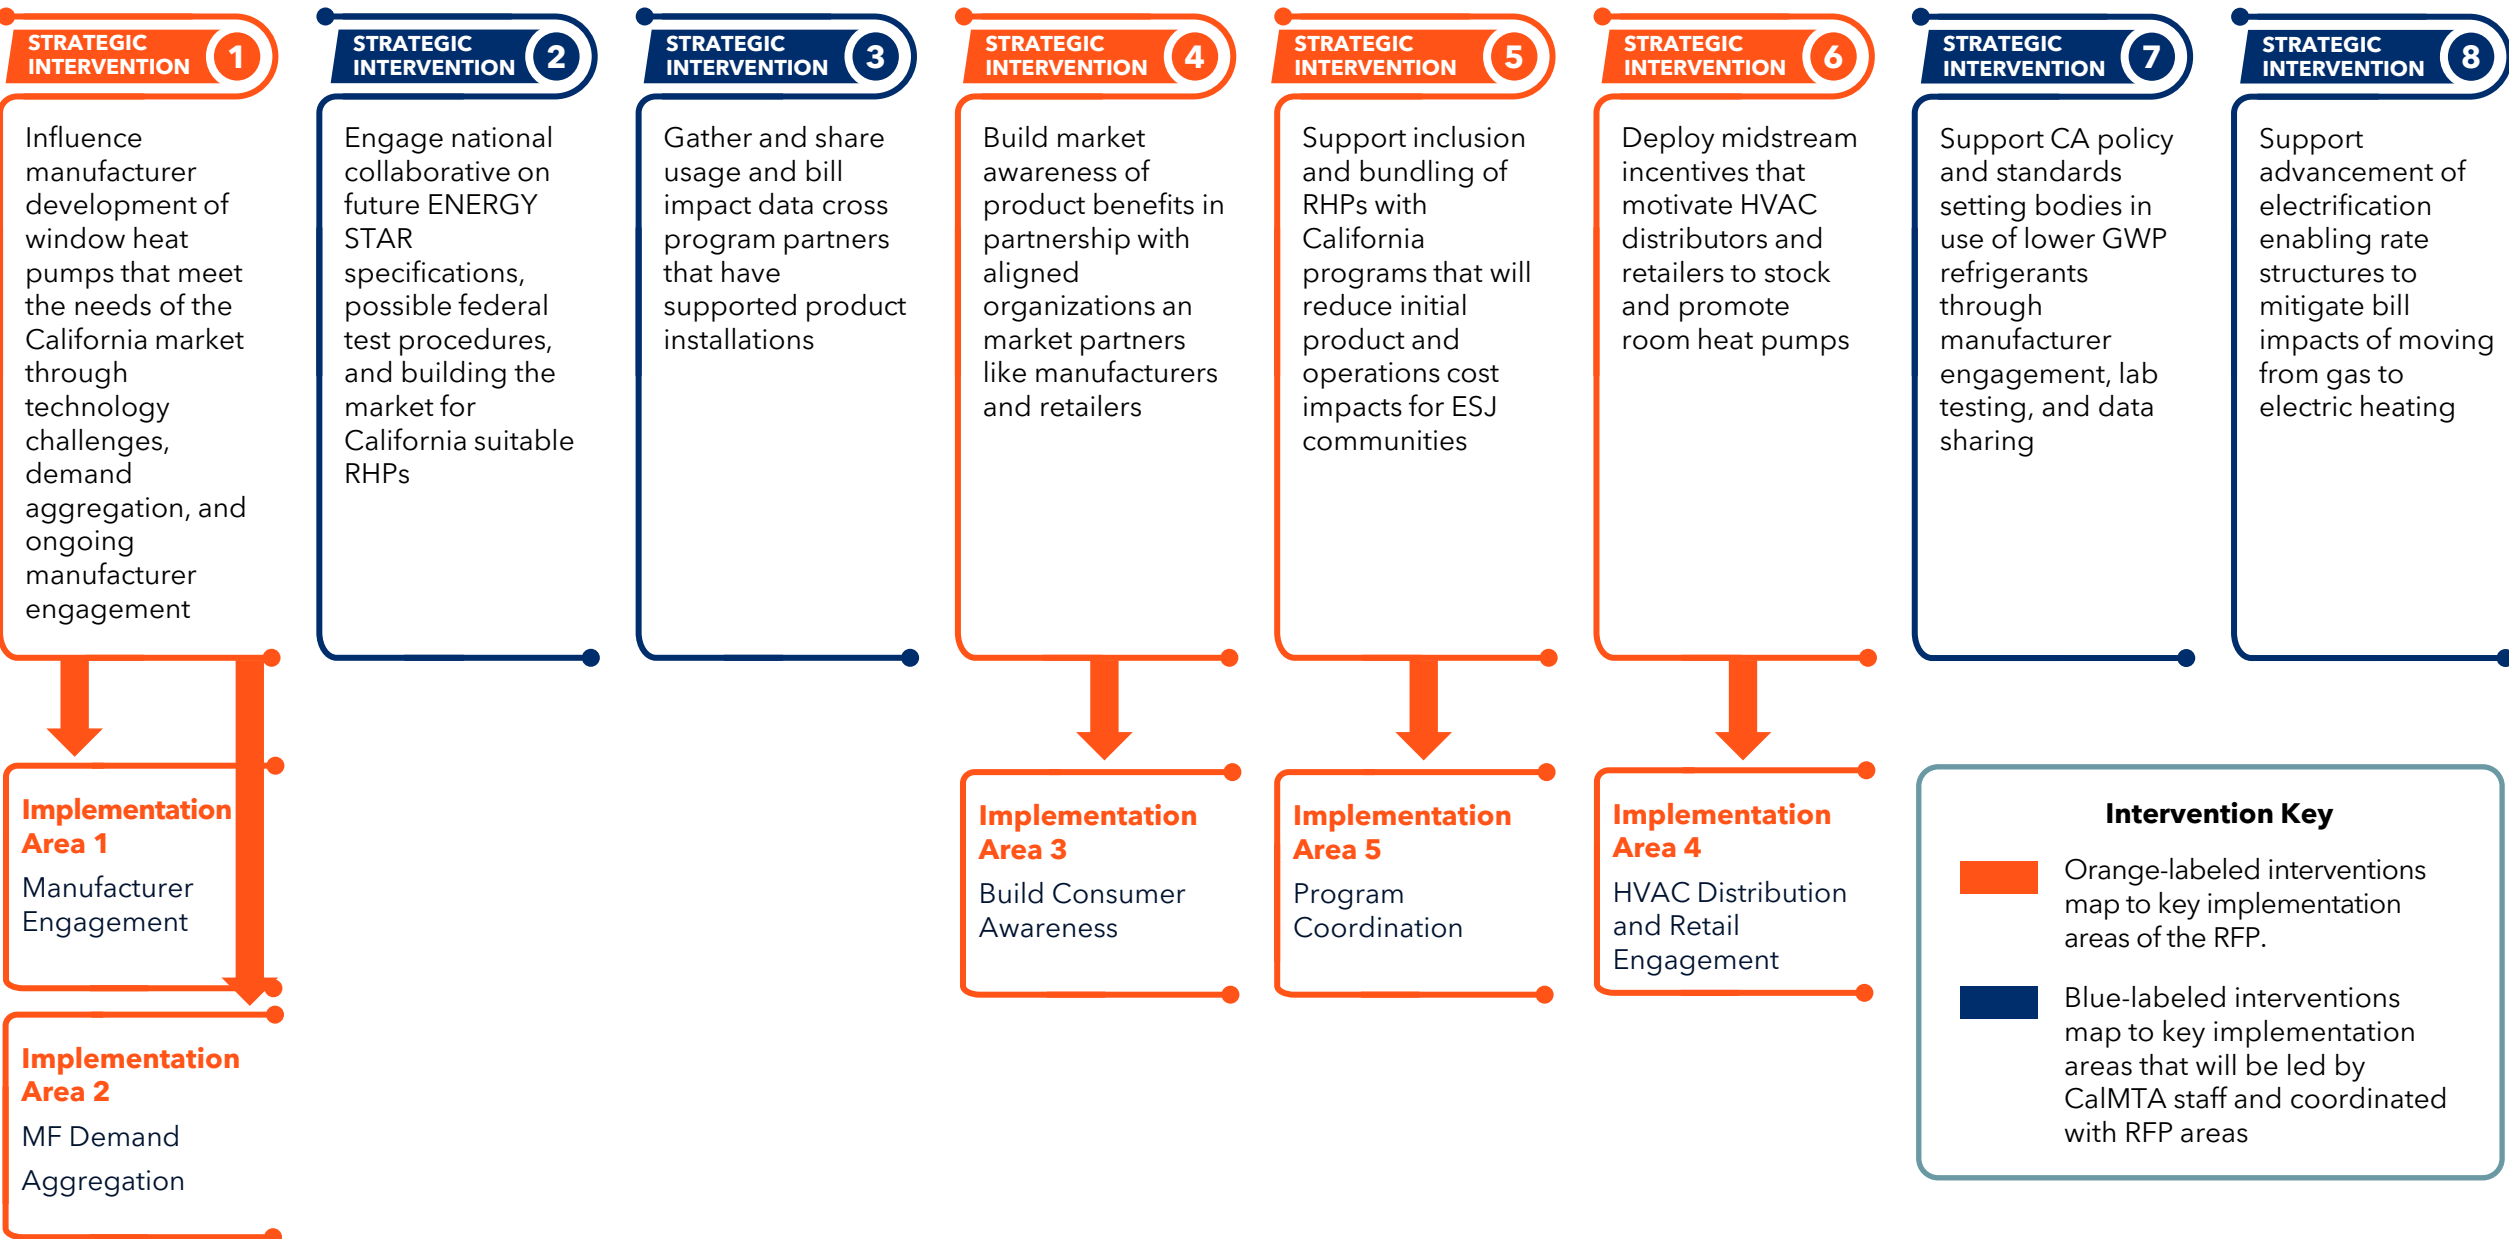 STRATEGIC
INTERVENTION
1
Influence
manufacturer
development of
window heat
pumps that meet
the needs of the
California market
through
technology
challenges,
demand
aggregation, and
ongoing
manufacturer
engagement
STRATEGIC
INTERVENTION
2
Engage national
collaborative on
future ENERGY
STAR
specifications,
possible federal
test procedures,
and building the
market for
California suitable
RHPs
STRATEGIC
INTERVENTION
3
Gather and share
usage and bill
impact data cross
program partners
that have
supported product
installations
STRATEGIC
INTERVENTION
4
Build market
awareness of
product benefits in
partnership with
aligned
organizations an
market partners
like manufacturers
and retailers
STRATEGIC
INTERVENTION
5
Support inclusion
and bundling of
RHPs with
California
programs that will
reduce initial
product and
operations cost
impacts for ESJ
communities
STRATEGIC
INTERVENTION
6
Deploy midstream
incentives that
motivate HVAC
distributors and
retailers to stock
and promote
room heat pumps
STRATEGIC
INTERVENTION
7
Support CA policy
and standards
setting bodies in
use of lower GWP
refrigerants
through
manufacturer
engagement, lab
testing, and data
sharing
STRATEGIC
INTERVENTION
8
Support
advancement of
electrification
enabling rate
structures to
mitigate bill
impacts of moving
from gas to
electric heating
Implementation
Area 1
Manufacturer
Engagement
Implementation
Area 2
MF Demand
Aggregation
Implementation
Area 3
Build Consumer
Awareness
Implementation
Area 5
Program
Coordination
Implementation
Area 4
HVAC Distribution
and Retail
Engagement
Intervention Key
Orange-labeled interventions
map to key implementation
areas of the RFP.
Blue-labeled interventions
map to key implementation
areas that will be led by
CalMTA staff and coordinated
with RFP areas